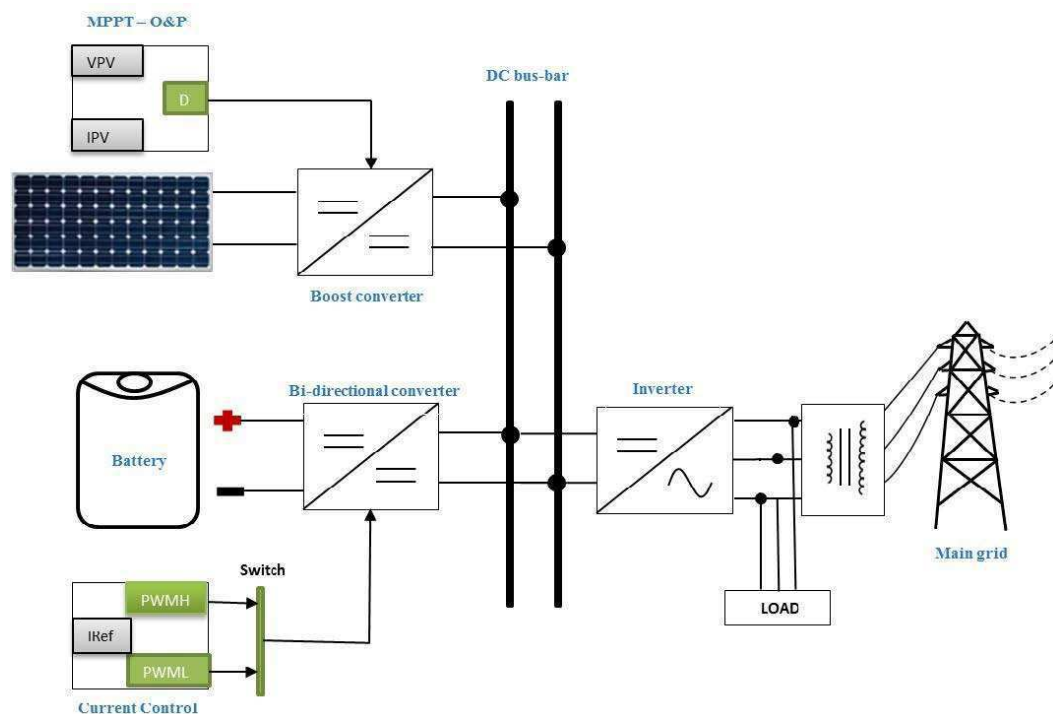 MPPT – O&P
VPV
D
IPV
DC bus-bar
Boost converter
Bi-directional converter
Inverter
Battery
Main grid
Switch
PWMH
IRef
PWML
LOAD
Current Control